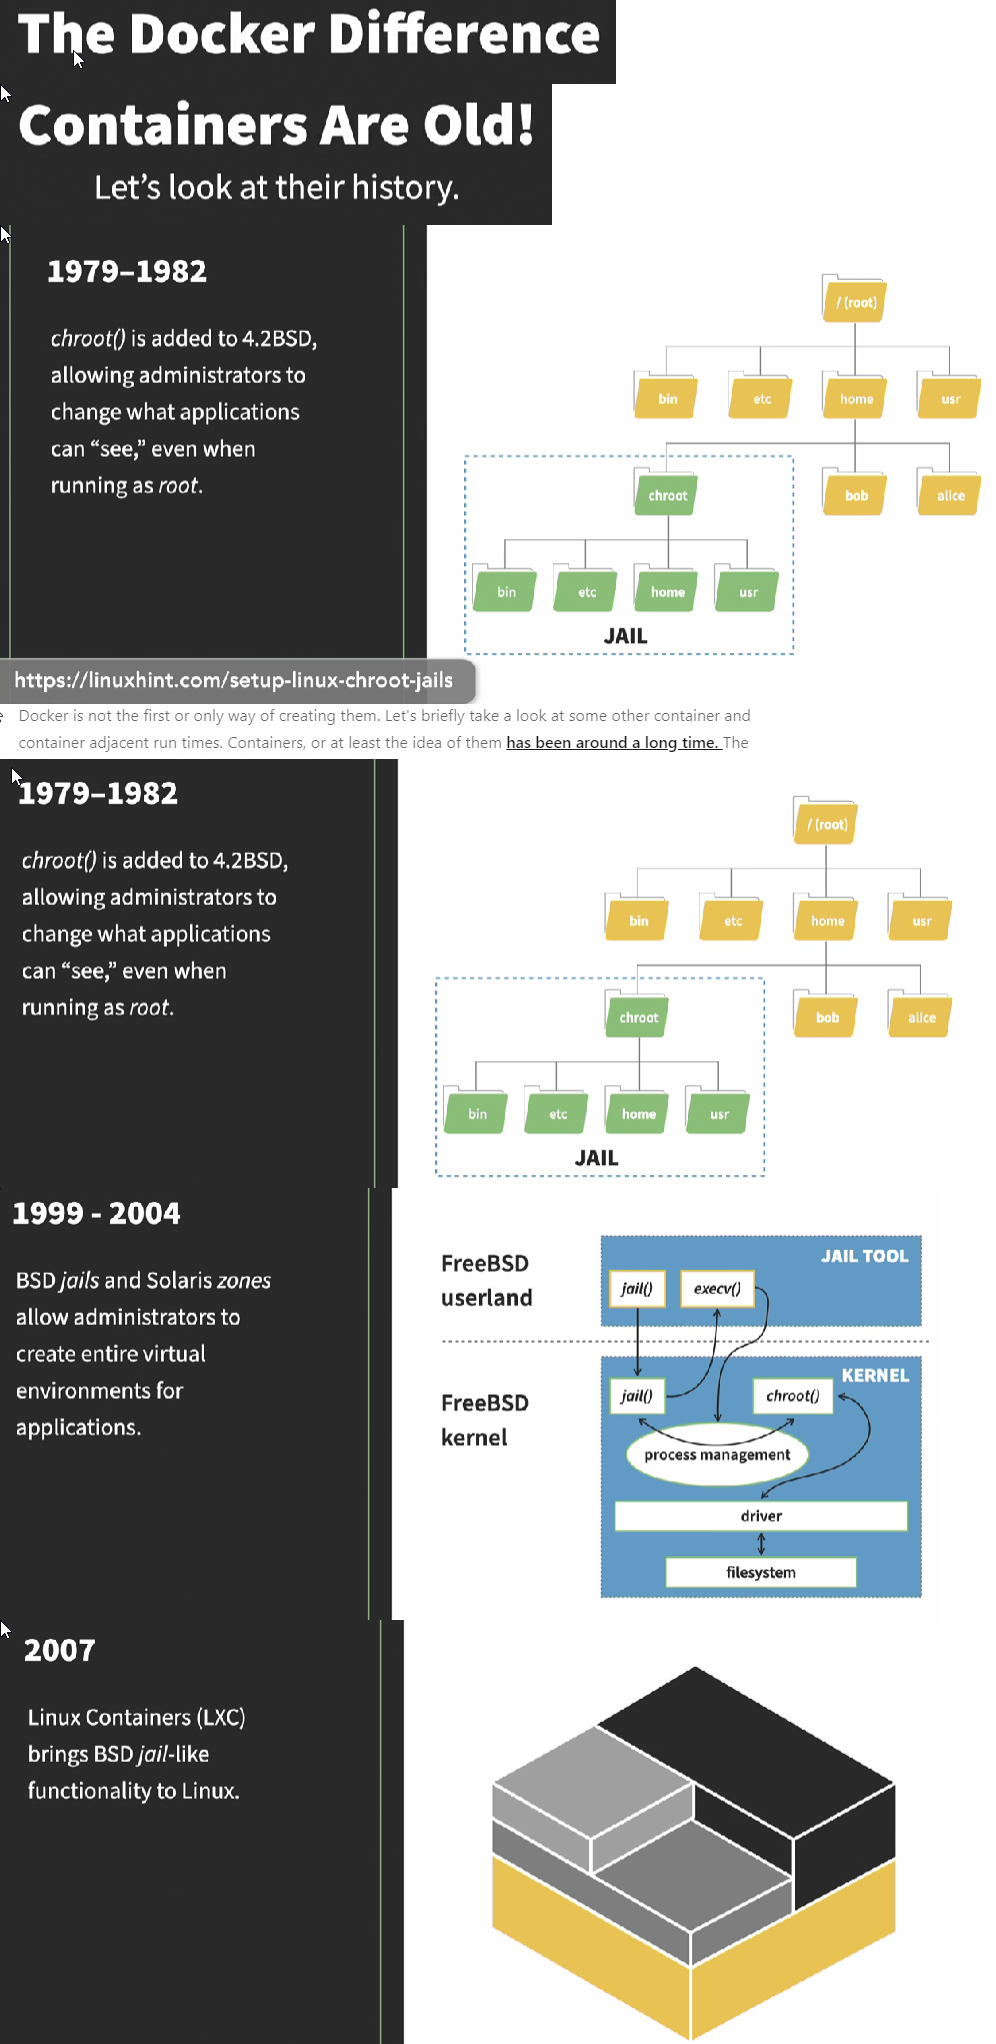 The Docker Difference
Containers Are Old!
Let's look at their history.
1979–1982
chroot() is added to 4.2BSD,
allowing administrators to
change what applications
can “see,” even when
running as root.
/ (root)
bin
etc
home
usr
chroot
bob
alice
bin
etc
home
usr
JAIL
https://linuxhint.com/setup-linux-chroot-jails
Docker is not the first or only way of creating them. Let's briefly take a look at some other container and
container adjacent run times. Containers, or at least the idea of them has been around a long time. The
1979–1982
chroot() is added to 4.2BSD,
allowing administrators to
change what applications
can “see,” even when
running as root.
/ (root)
bin
etc
home
usr
chroot
bob
alice
bin
etc
home
usr
JAIL
1999 - 2004
BSD jails and Solaris zones
allow administrators to
create entire virtual
environments for
applications.
FreeBSD
userland
JAIL TOOL
jail()
execv()
FreeBSD
kernel
KERNEL
jail()
chroot()
process management
driver
filesystem
2007
Linux Containers (LXC)
brings BSD jail-like
functionality to Linux.